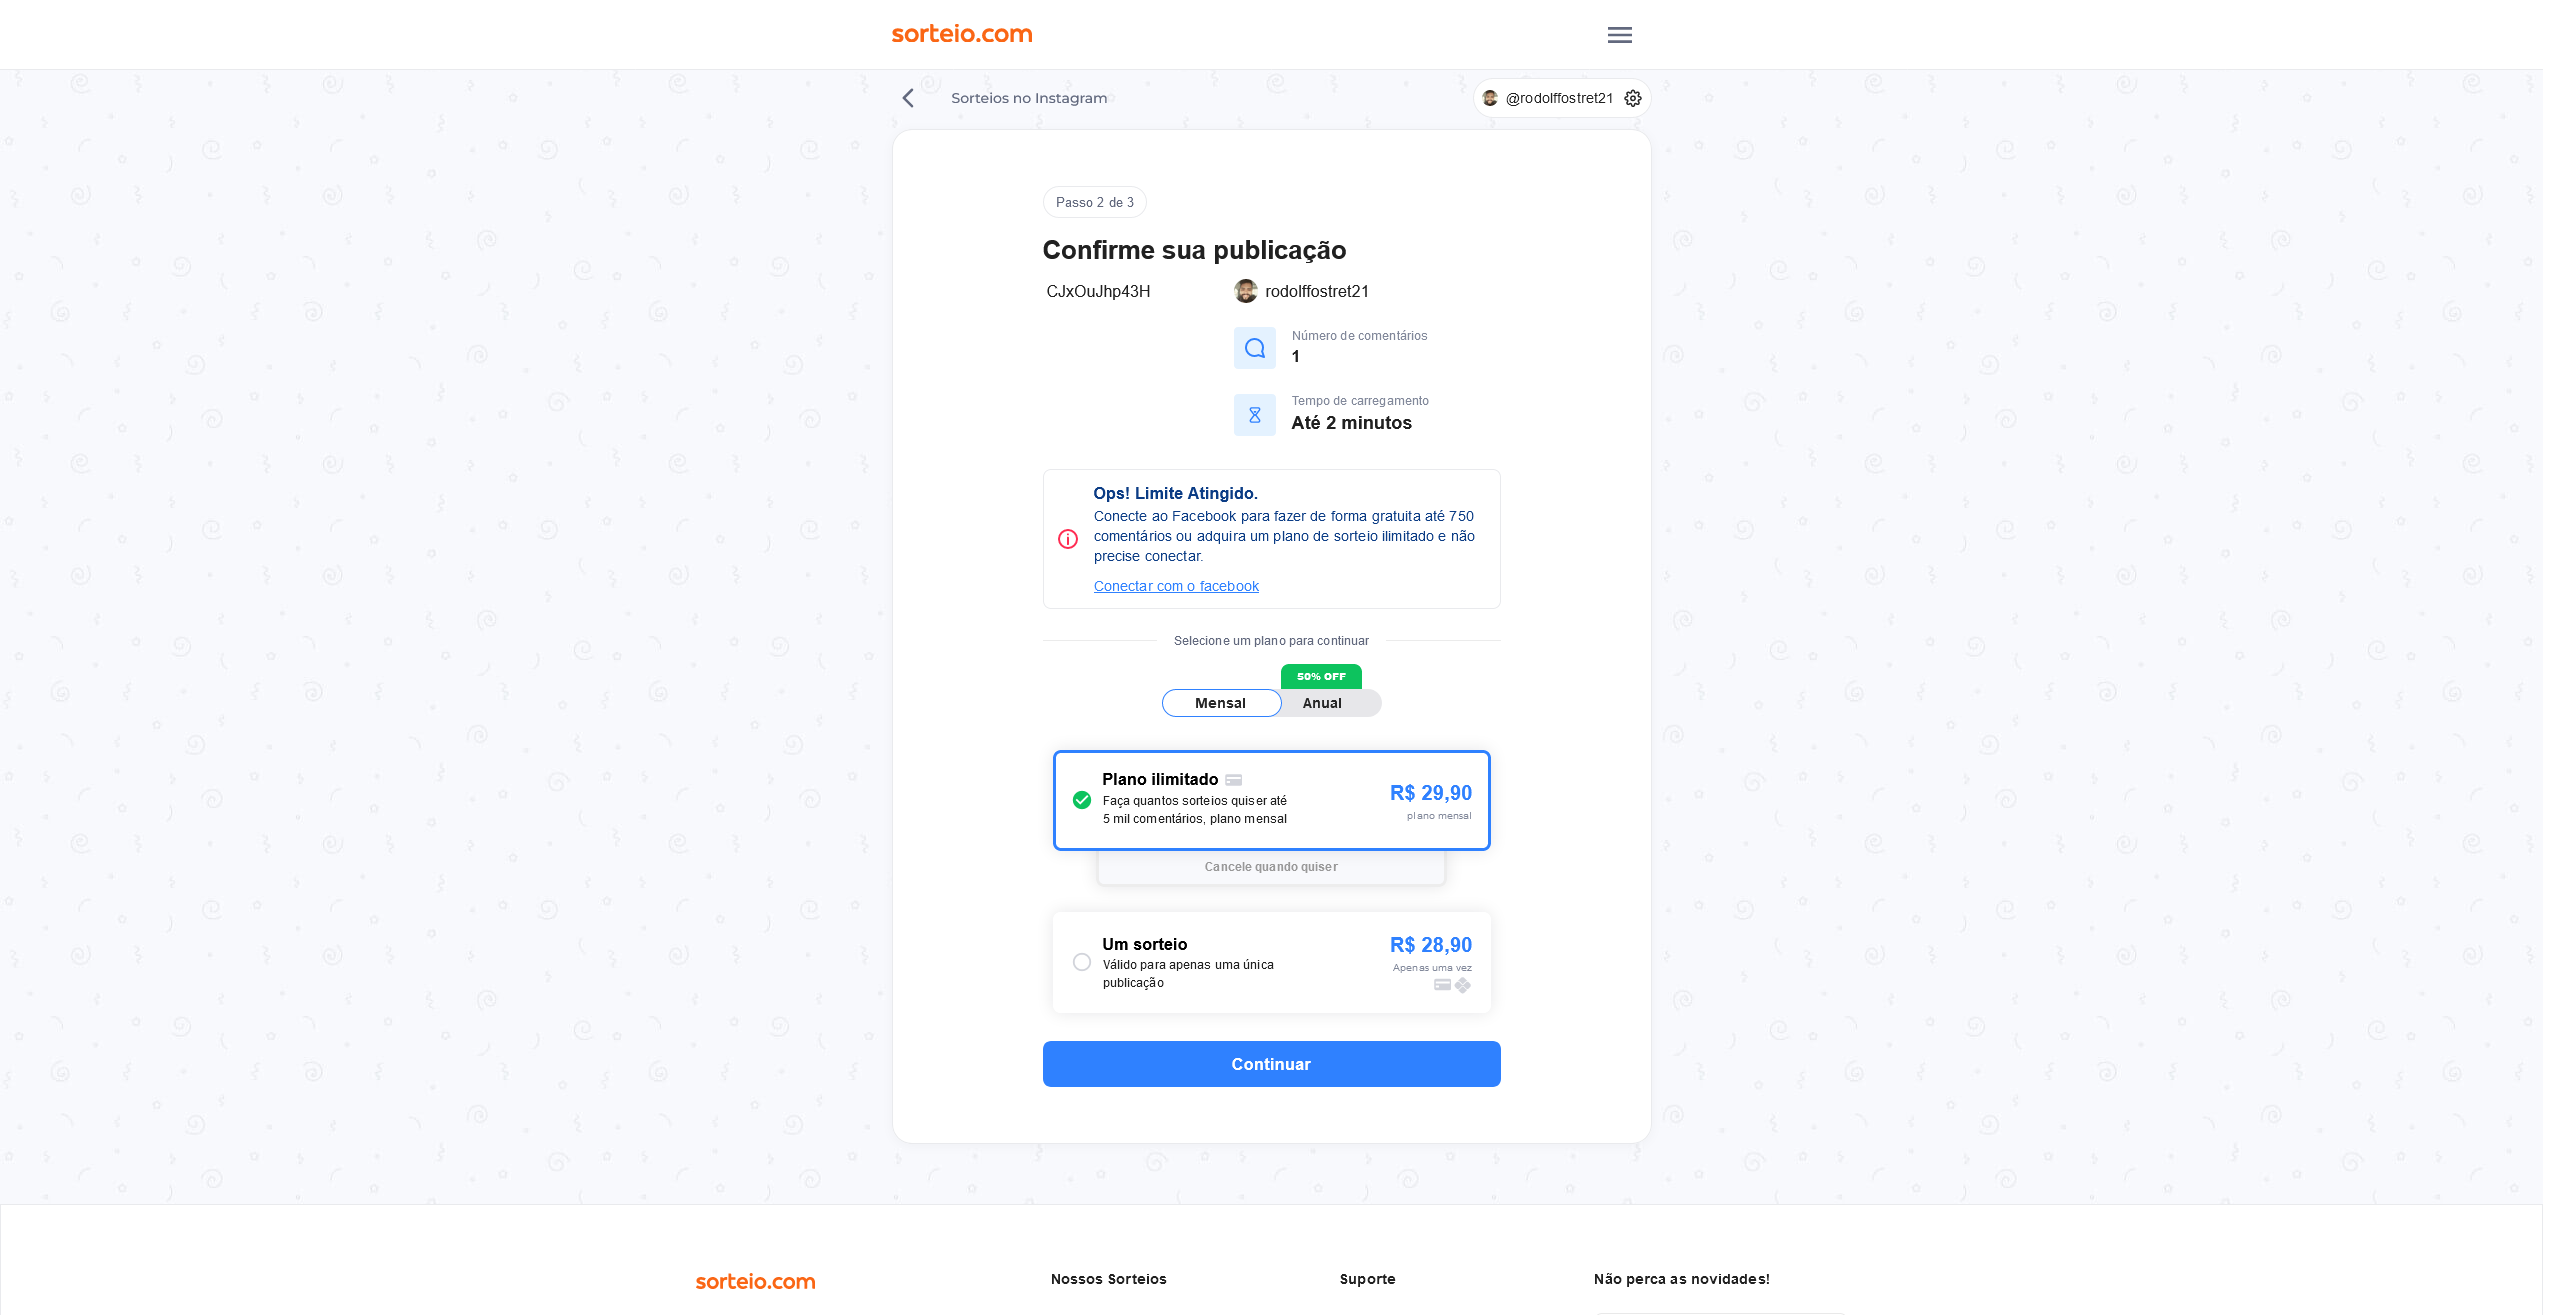 sorteio.com
Sorteios no Instagram
@rodolffostret21
Passo 2 de 3
Confirme sua publicação
CJxOuJhp43H
rodolffostret21
Número de comentários
1
Tempo de carregamento
Até 2 minutos
Ops! Limite Atingido.
Conecte ao Facebook para fazer de forma gratuita até 750
comentários ou adquira um plano de sorteio ilimitado e não
precise conectar.
Conectar com o facebook
Selecione um plano para continuar
50% OFF
Mensal
Anual
Plano ilimitado
Faça quantos sorteios quiser até
5 mil comentários, plano mensal
R$ 29,90
plano mensal
Cancele quando quiser
Um sorteio
Válido para apenas uma única
publicação
R$ 28,90
Apenas uma vez
Continuar
sorteio.com
Nossos Sorteios
Suporte
Não perca as novidades!